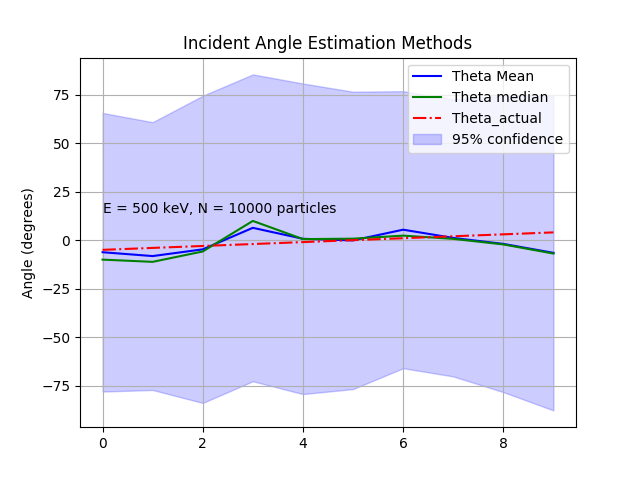 Incident Angle Estimation Methods
Theta Mean
Theta median
Theta_actual
95% confidence
Angle (degrees)
75
50
25
0
−25
−50
−75
E = 500 keV, N = 10000 particles
0 2 4 6 8